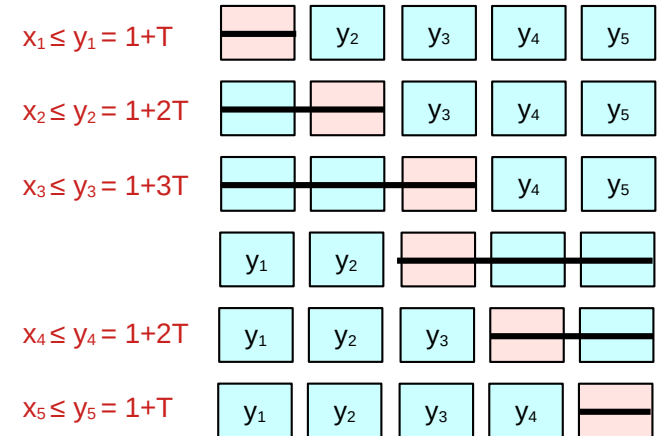 x₁ ≤ y₁ = 1+T y₂ y₃ y₄ y₅
x₂ ≤ y₂ = 1+2T y₃ y₄ y₅
x₃ ≤ y₃ = 1+3T y₄ y₅
y₁ y₂
x₄ ≤ y₄ = 1+2T y₁ y₂ y₃
x₅ ≤ y₅ = 1+T y₁ y₂ y₃ y₄